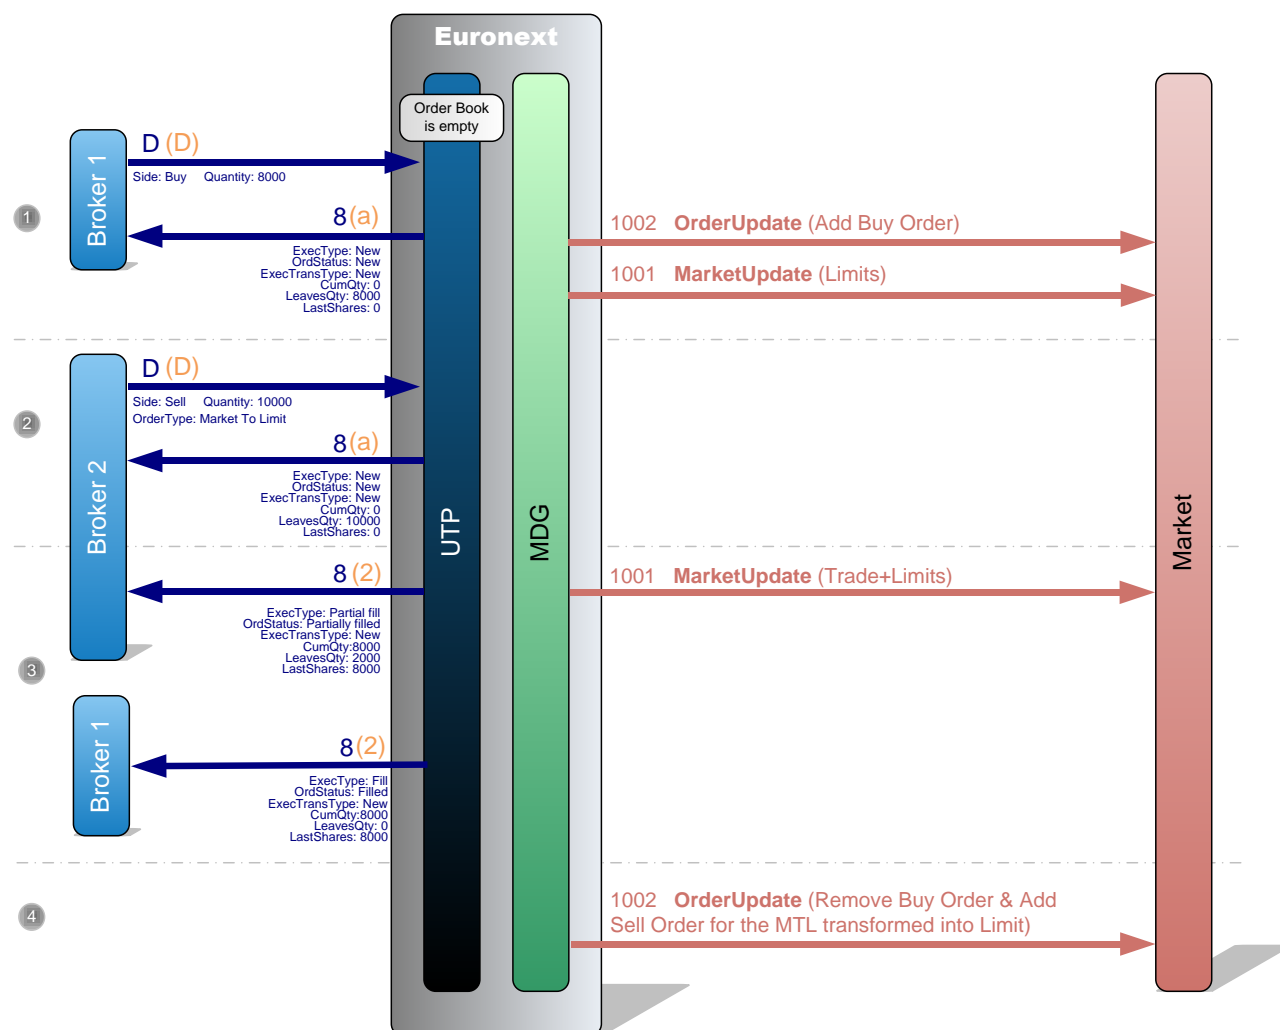 Euronext
Order Book
is empty
UTP
MDG
Market
1
Broker 1
D (D)
Side: Buy Quantity: 8000
8(a)
ExecType: New
OrdStatus: New
ExecTransType: New
CumQty: 0
LeavesQty: 8000
LastShares: 0
1002 OrderUpdate (Add Buy Order)
1001 MarketUpdate (Limits)
2
Broker 2
D (D)
Side: Sell Quantity: 10000
OrderType: Market To Limit
8(a)
ExecType: New
OrdStatus: New
ExecTransType: New
CumQty: 0
LeavesQty: 10000
LastShares: 0
3
8(2)
ExecType: Partial fill
OrdStatus: Partially filled
ExecTransType: New
CumQty:8000
LeavesQty: 2000
LastShares: 8000
1001 MarketUpdate (Trade+Limits)
Broker 1
8(2)
ExecType: Fill
OrdStatus: Filled
ExecTransType: New
CumQty:8000
LeavesQty: 0
LastShares: 8000
4
1002 OrderUpdate (Remove Buy Order & Add
Sell Order for the MTL transformed into Limit)